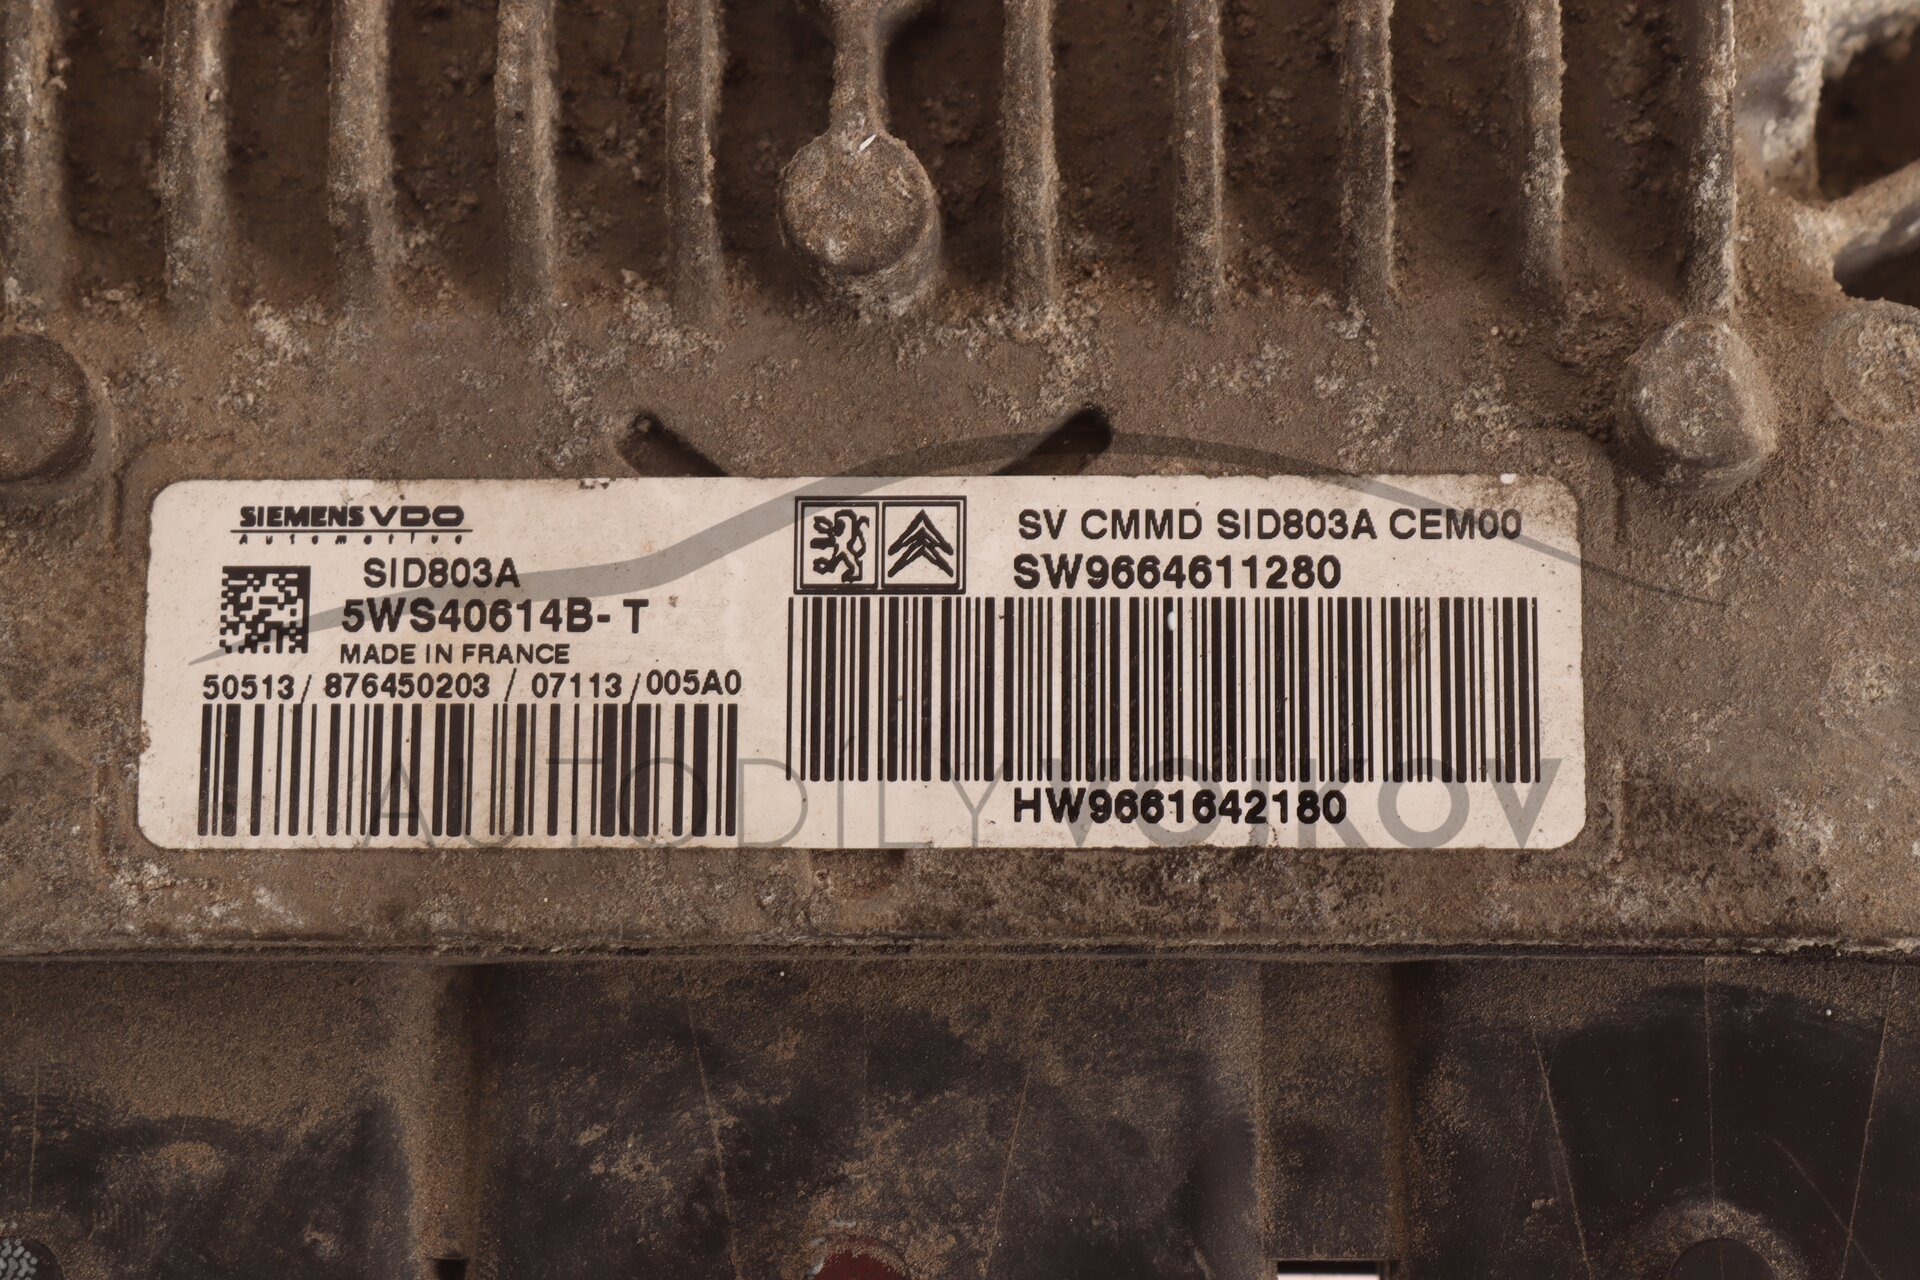 SIEMENS VDO
Automotive
SID803A
5WS40614B-T
MADE IN FRANCE
50513/876450203/07113/005A0
SV CMMD SID803A CEM00
SW9664611280
HW9661642180
AUTODÍLY VOJKOV